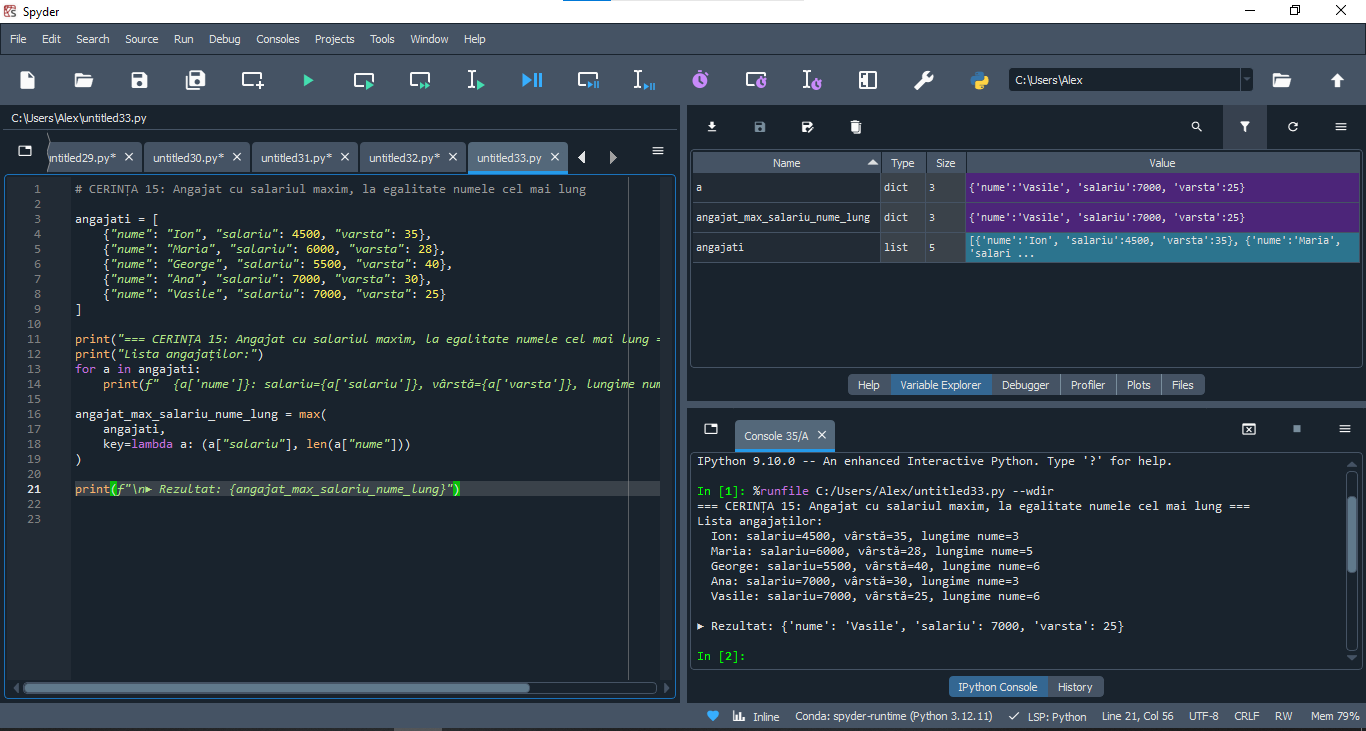 Spyder
File Edit Search Source Run Debug Consoles Projects Tools Window Help
C:\Users\Alex
C:\Users\Alex\untitled33.py
ntitled29.py* untitled30.py* untitled31.py* untitled32.py* untitled33.py
1 # CERINȚA 15: Angajat cu salariul maxim, la egalitate numele cel mai lung
2
3 angajati = [
4 {"nume": "Ion", "salariu": 4500, "varsta": 35},
5 {"nume": "Maria", "salariu": 6000, "varsta": 28},
6 {"nume": "George", "salariu": 5500, "varsta": 40},
7 {"nume": "Ana", "salariu": 7000, "varsta": 30},
8 {"nume": "Vasile", "salariu": 7000, "varsta": 25}
9 ]
10
11 print("=== CERINȚA 15: Angajat cu salariul maxim, la egalitate numele cel mai lung =
12 print("Lista angajaților:")
13 for a in angajati:
14 print(f"  {a['nume']}: salariu={a['salariu']}, vârstă={a['varsta']}, lungime num
15
16 angajat_max_salariu_nume_lung = max(
17 angajati,
18 key=lambda a: (a["salariu"], len(a["nume"]))
19 )
20
21 print(f"\n► Rezultat: {angajat_max_salariu_nume_lung}")
22
23
Name Type Size Value
a dict 3 {'nume':'Vasile', 'salariu':7000, 'varsta':25}
angajat_max_salariu_nume_lung dict 3 {'nume':'Vasile', 'salariu':7000, 'varsta':25}
angajati list 5 [{'nume':'Ion', 'salariu':4500, 'varsta':35}, {'nume':'Maria',
'salari ...
Help Variable Explorer Debugger Profiler Plots Files
Console 35/A
IPython 9.10.0 -- An enhanced Interactive Python. Type '?' for help.
In [1]: %runfile C:/Users/Alex/untitled33.py --wdir
=== CERINȚA 15: Angajat cu salariul maxim, la egalitate numele cel mai lung ===
Lista angajaților:
Ion: salariu=4500, vârstă=35, lungime nume=3
Maria: salariu=6000, vârstă=28, lungime nume=5
George: salariu=5500, vârstă=40, lungime nume=6
Ana: salariu=7000, vârstă=30, lungime nume=3
Vasile: salariu=7000, vârstă=25, lungime nume=6
► Rezultat: {'nume': 'Vasile', 'salariu': 7000, 'varsta': 25}
In [2]:
IPython Console History
Inline Conda: spyder-runtime (Python 3.12.11) LSP: Python Line 21, Col 56 UTF-8 CRLF RW Mem 79%